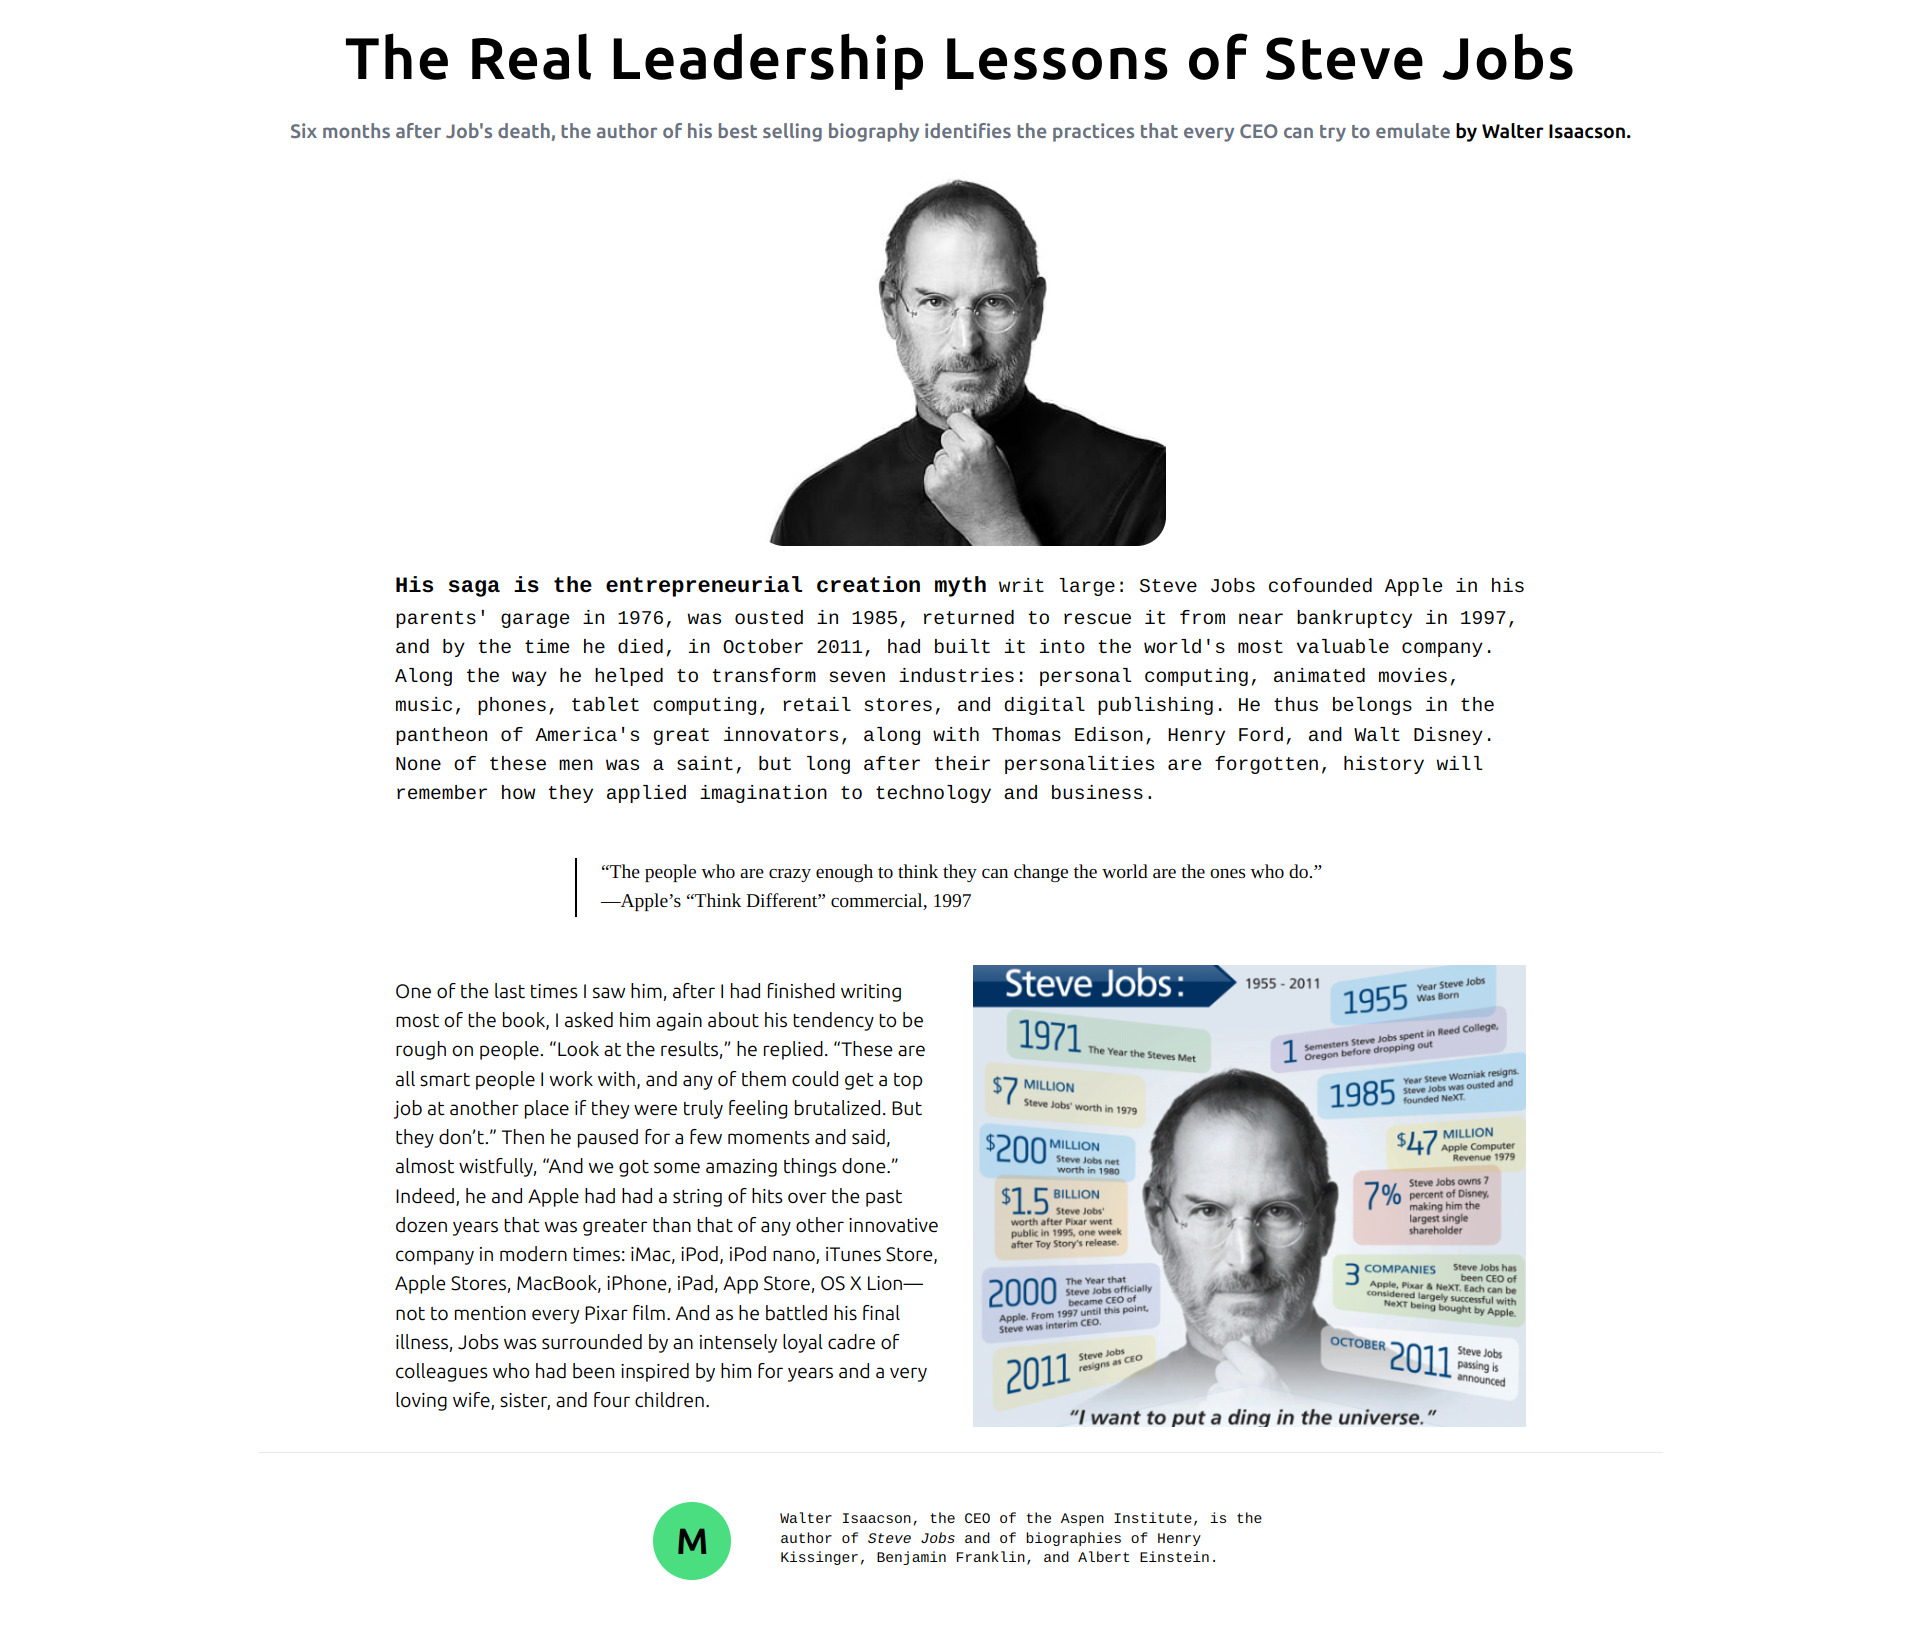 The Real Leadership Lessons of Steve Jobs
Six months after Job's death, the author of his best selling biography identifies the practices that every CEO can try to emulate by Walter Isaacson.
His saga is the entrepreneurial creation myth writ large: Steve Jobs cofounded Apple in his
parents' garage in 1976, was ousted in 1985, returned to rescue it from near bankruptcy in 1997,
and by the time he died, in October 2011, had built it into the world's most valuable company.
Along the way he helped to transform seven industries: personal computing, animated movies,
music, phones, tablet computing, retail stores, and digital publishing. He thus belongs in the
pantheon of America's great innovators, along with Thomas Edison, Henry Ford, and Walt Disney.
None of these men was a saint, but long after their personalities are forgotten, history will
remember how they applied imagination to technology and business.
“The people who are crazy enough to think they can change the world are the ones who do.”
—Apple’s “Think Different” commercial, 1997
One of the last times I saw him, after I had finished writing
most of the book, I asked him again about his tendency to be
rough on people. “Look at the results,” he replied. “These are
all smart people I work with, and any of them could get a top
job at another place if they were truly feeling brutalized. But
they don’t.” Then he paused for a few moments and said,
almost wistfully, “And we got some amazing things done.”
Indeed, he and Apple had had a string of hits over the past
dozen years that was greater than that of any other innovative
company in modern times: iMac, iPod, iPod nano, iTunes Store,
Apple Stores, MacBook, iPhone, iPad, App Store, OS X Lion—
not to mention every Pixar film. And as he battled his final
illness, Jobs was surrounded by an intensely loyal cadre of
colleagues who had been inspired by him for years and a very
loving wife, sister, and four children.
Steve Jobs:
1955 - 2011
1971
The Year the Steves Met
$7 MILLION
Steve Jobs' worth in 1979
$200 MILLION
Steve Jobs net
worth in 1980
$1.5 BILLION
Steve Jobs'
worth after Pixar went
public in 1995, one week
after Toy Story's release.
2000
The Year that
Steve Jobs officially
became CEO of
Apple. From 1997 until this point,
Steve was interim CEO.
2011
Steve Jobs
resigns as CEO
1955
Year Steve Jobs
Was Born
1
Semesters Steve Jobs spent in Reed College,
Oregon before dropping out
1985
Year Steve Wozniak resigns.
Steve Jobs was ousted and
founded NeXT.
$47 MILLION
Apple Computer
Revenue 1979
7%
Steve Jobs owns 7
percent of Disney,
making him the
largest single
shareholder
3 COMPANIES
Steve Jobs has
been CEO of
Apple, Pixar & NeXT. Each can be
considered largely successful with
NeXT being bought by Apple.
OCTOBER 2011
Steve Jobs
passing is
announced
“I want to put a ding in the universe.”
M
Walter Isaacson, the CEO of the Aspen Institute, is the
author of Steve Jobs and of biographies of Henry
Kissinger, Benjamin Franklin, and Albert Einstein.